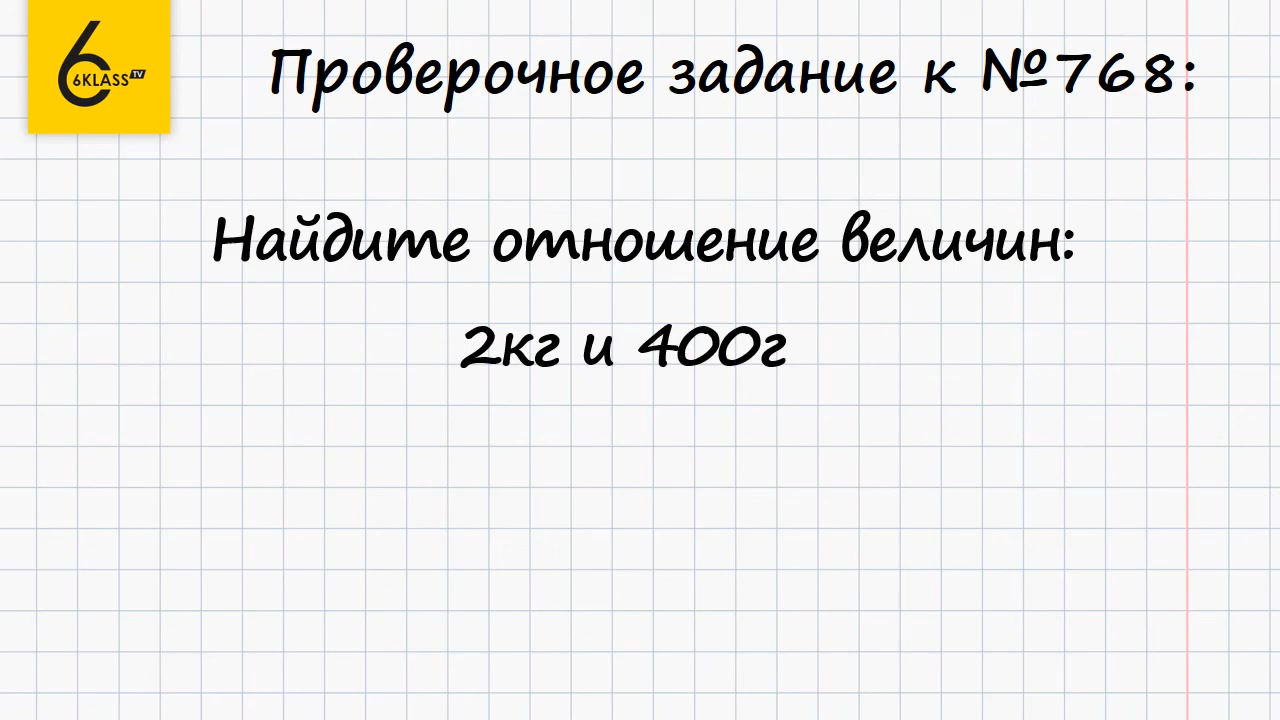 6KLASS TV
Проверочное задание к №768:
Найдите отношение величин:
2кг и 400г